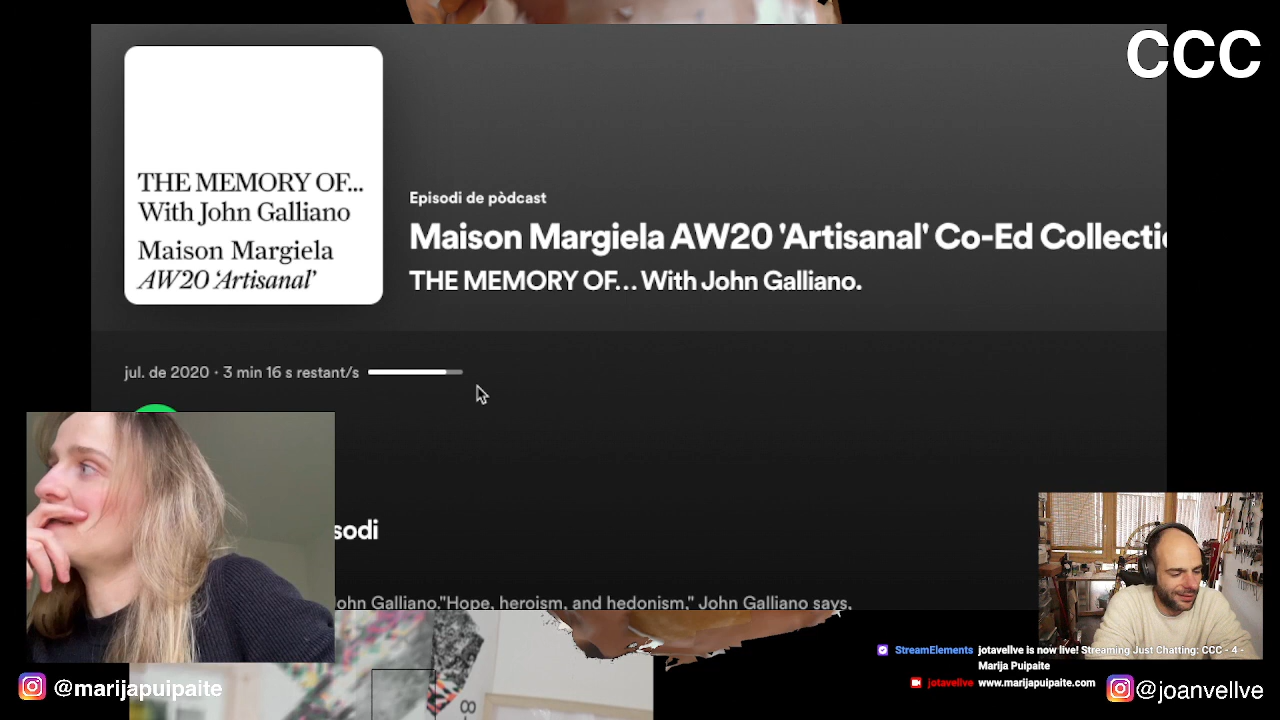 CCC
THE MEMORY OF...
With John Galliano
Maison Margiela
AW20 'Artisanal'
Episodi de pòdcast
Maison Margiela AW20 'Artisanal' Co-Ed Collectio
THE MEMORY OF... With John Galliano.
jul. de 2020 · 3 min 16 s restant/s
sodi
John Galliano."Hope, heroism, and hedonism," John Galliano says,
StreamElements jotavellve is now live! Streaming Just Chatting: CCC - 4 -
Marija Puipaite
jotavellve www.marijapuipaite.com
@marijapuipaite
@joanvellve